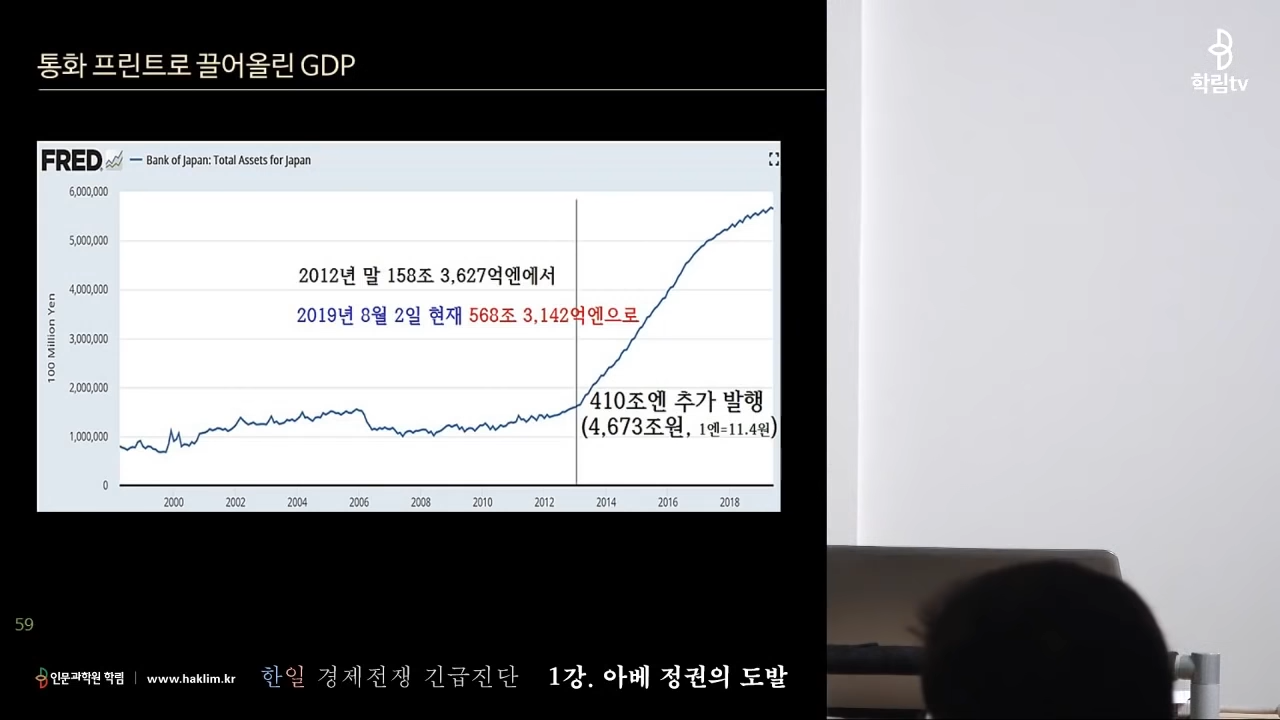 통화 프린트로 끌어올린 GDP
학림tv
FRED
Bank of Japan: Total Assets for Japan
6,000,000
5,000,000
4,000,000
3,000,000
2,000,000
1,000,000
0
100 Million Yen
2012년 말 158조 3,627억엔에서
2019년 8월 2일 현재 568조 3,142억엔으로
410조엔 추가 발행
(4,673조원, 1엔=11.4원)
2000 2002 2004 2006 2008 2010 2012 2014 2016 2018
59
인문과학원 학림 | www.haklim.kr
한일 경제전쟁 긴급진단 1강. 아베 정권의 도발